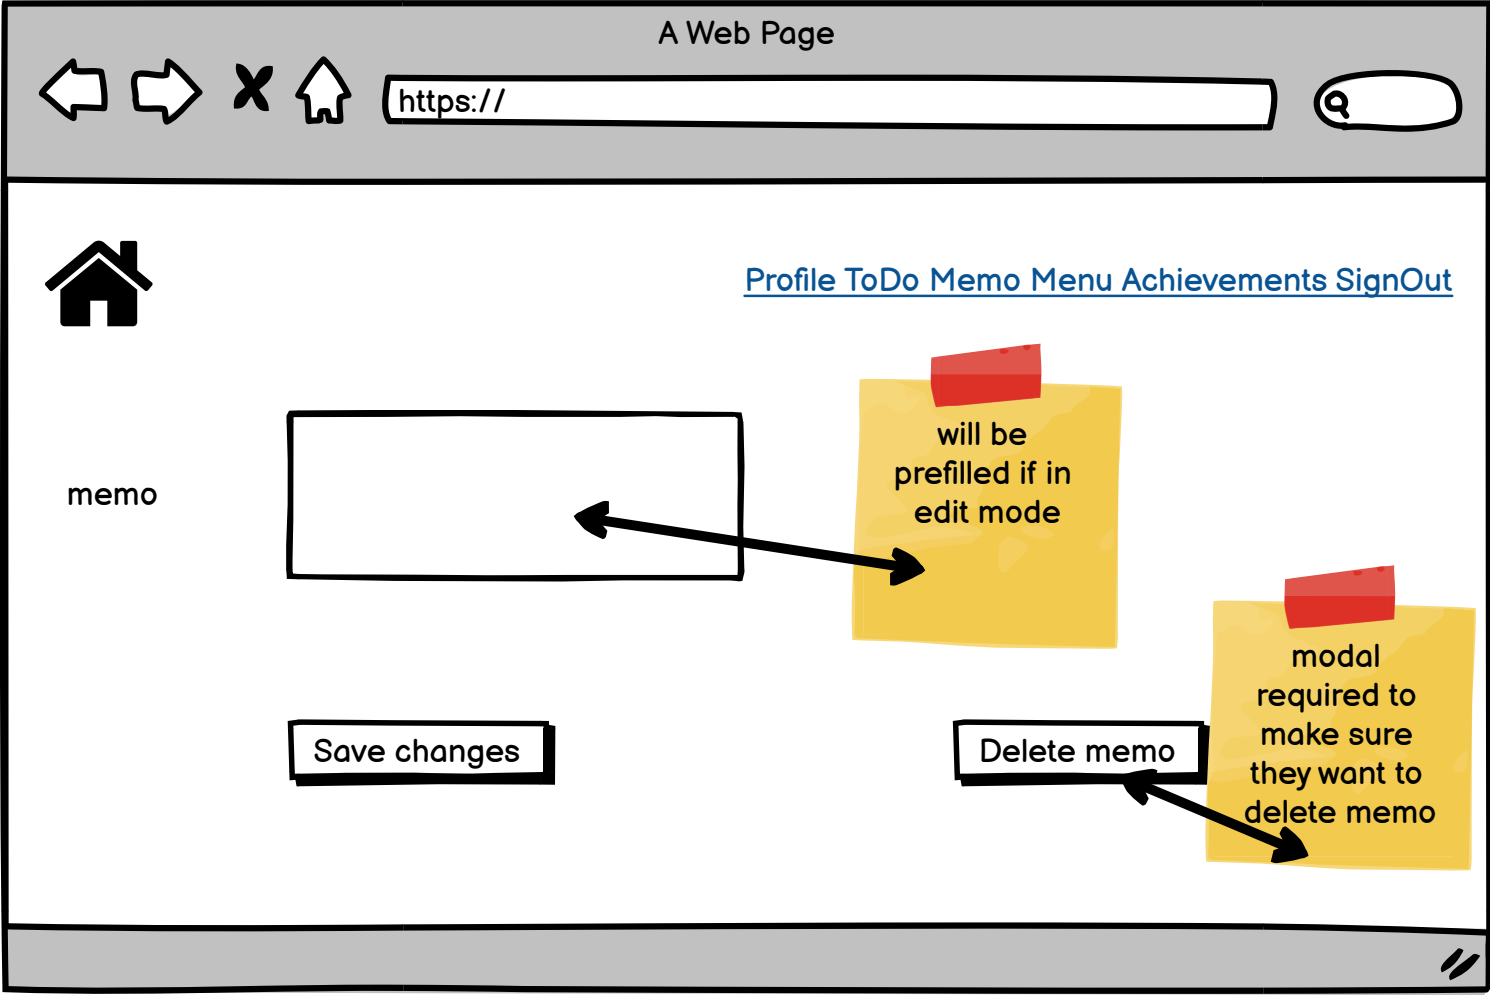 A Web Page
https://
Profile ToDo Memo Menu Achievements SignOut
will be
prefilled if in
edit mode
memo
modal
required to
make sure
they want to
delete memo
Save changes
Delete memo